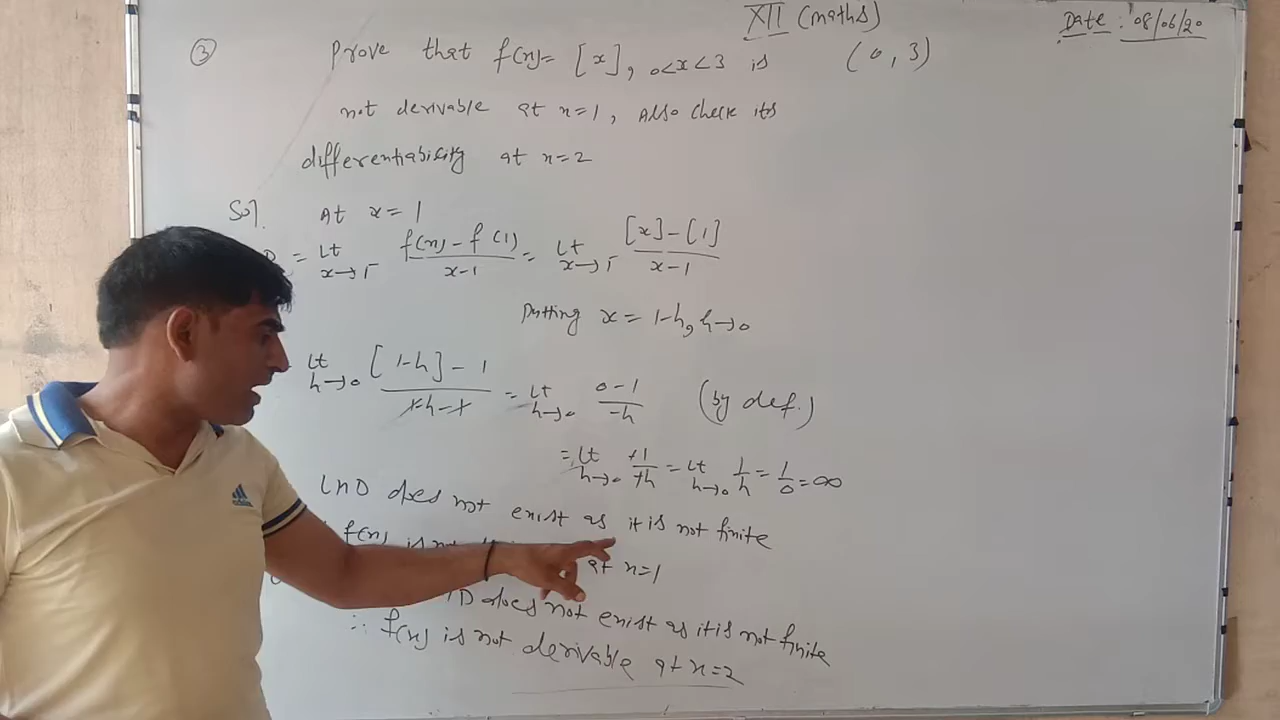 XII (maths)
Date : 08/06/20
③ Prove that f(x)= [x], 0<x<3 is (0, 3)
not derivable at x=1, Also check its
differentiability at x=2
Sol. At x=1
= Lt x→1⁻ f(x)-f(1) / x-1 = Lt x→1⁻ [x]-[1] / x-1
Putting x = 1-h, h→0
Lt h→0 [1-h] - 1 / 1-h-1 = Lt h→0 0-1 / -h (by def.)
= Lt h→0 +1 / +h = Lt h→0 1/h = 1/0 = ∞
LHD does not exist as it is not finite
f(x) is not at x=1
D does not exist as it is not finite
∴ f(x) is not derivable at x=2